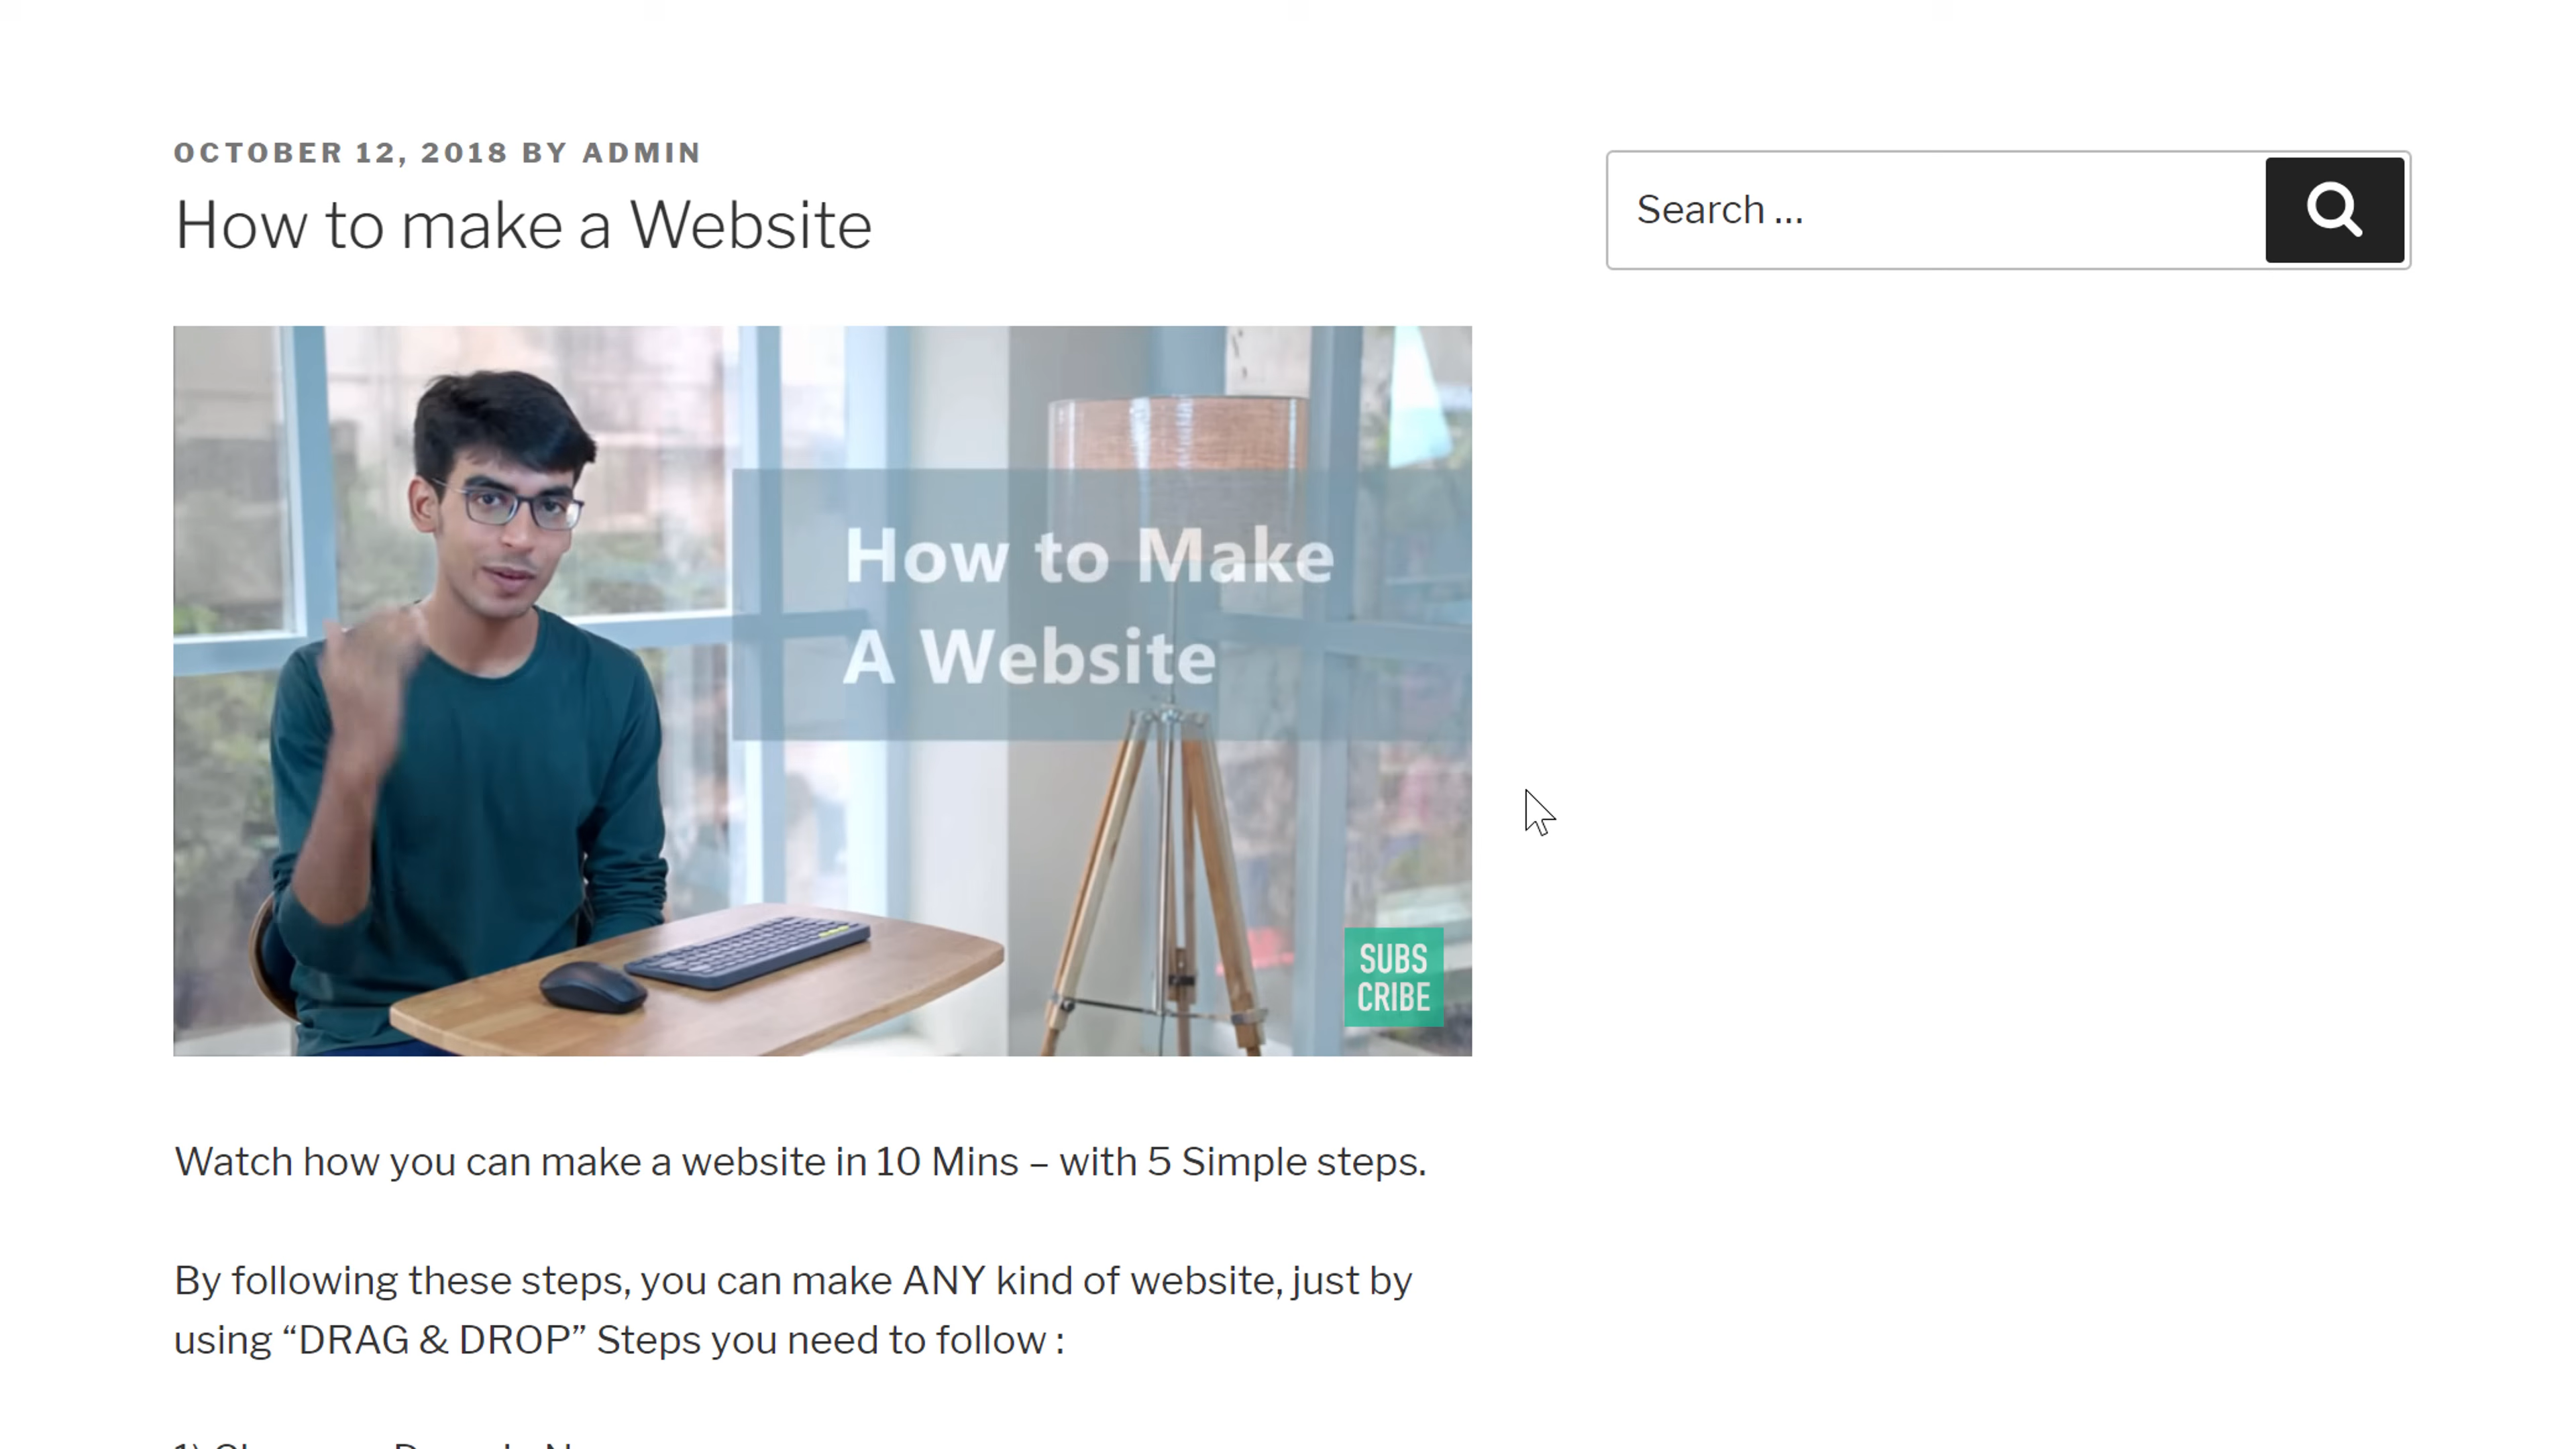 OCTOBER 12, 2018 BY ADMIN
How to make a Website
Search ...
How to Make
A Website
SUBS
CRIBE
Watch how you can make a website in 10 Mins – with 5 Simple steps.
By following these steps, you can make ANY kind of website, just by
using “DRAG & DROP” Steps you need to follow :